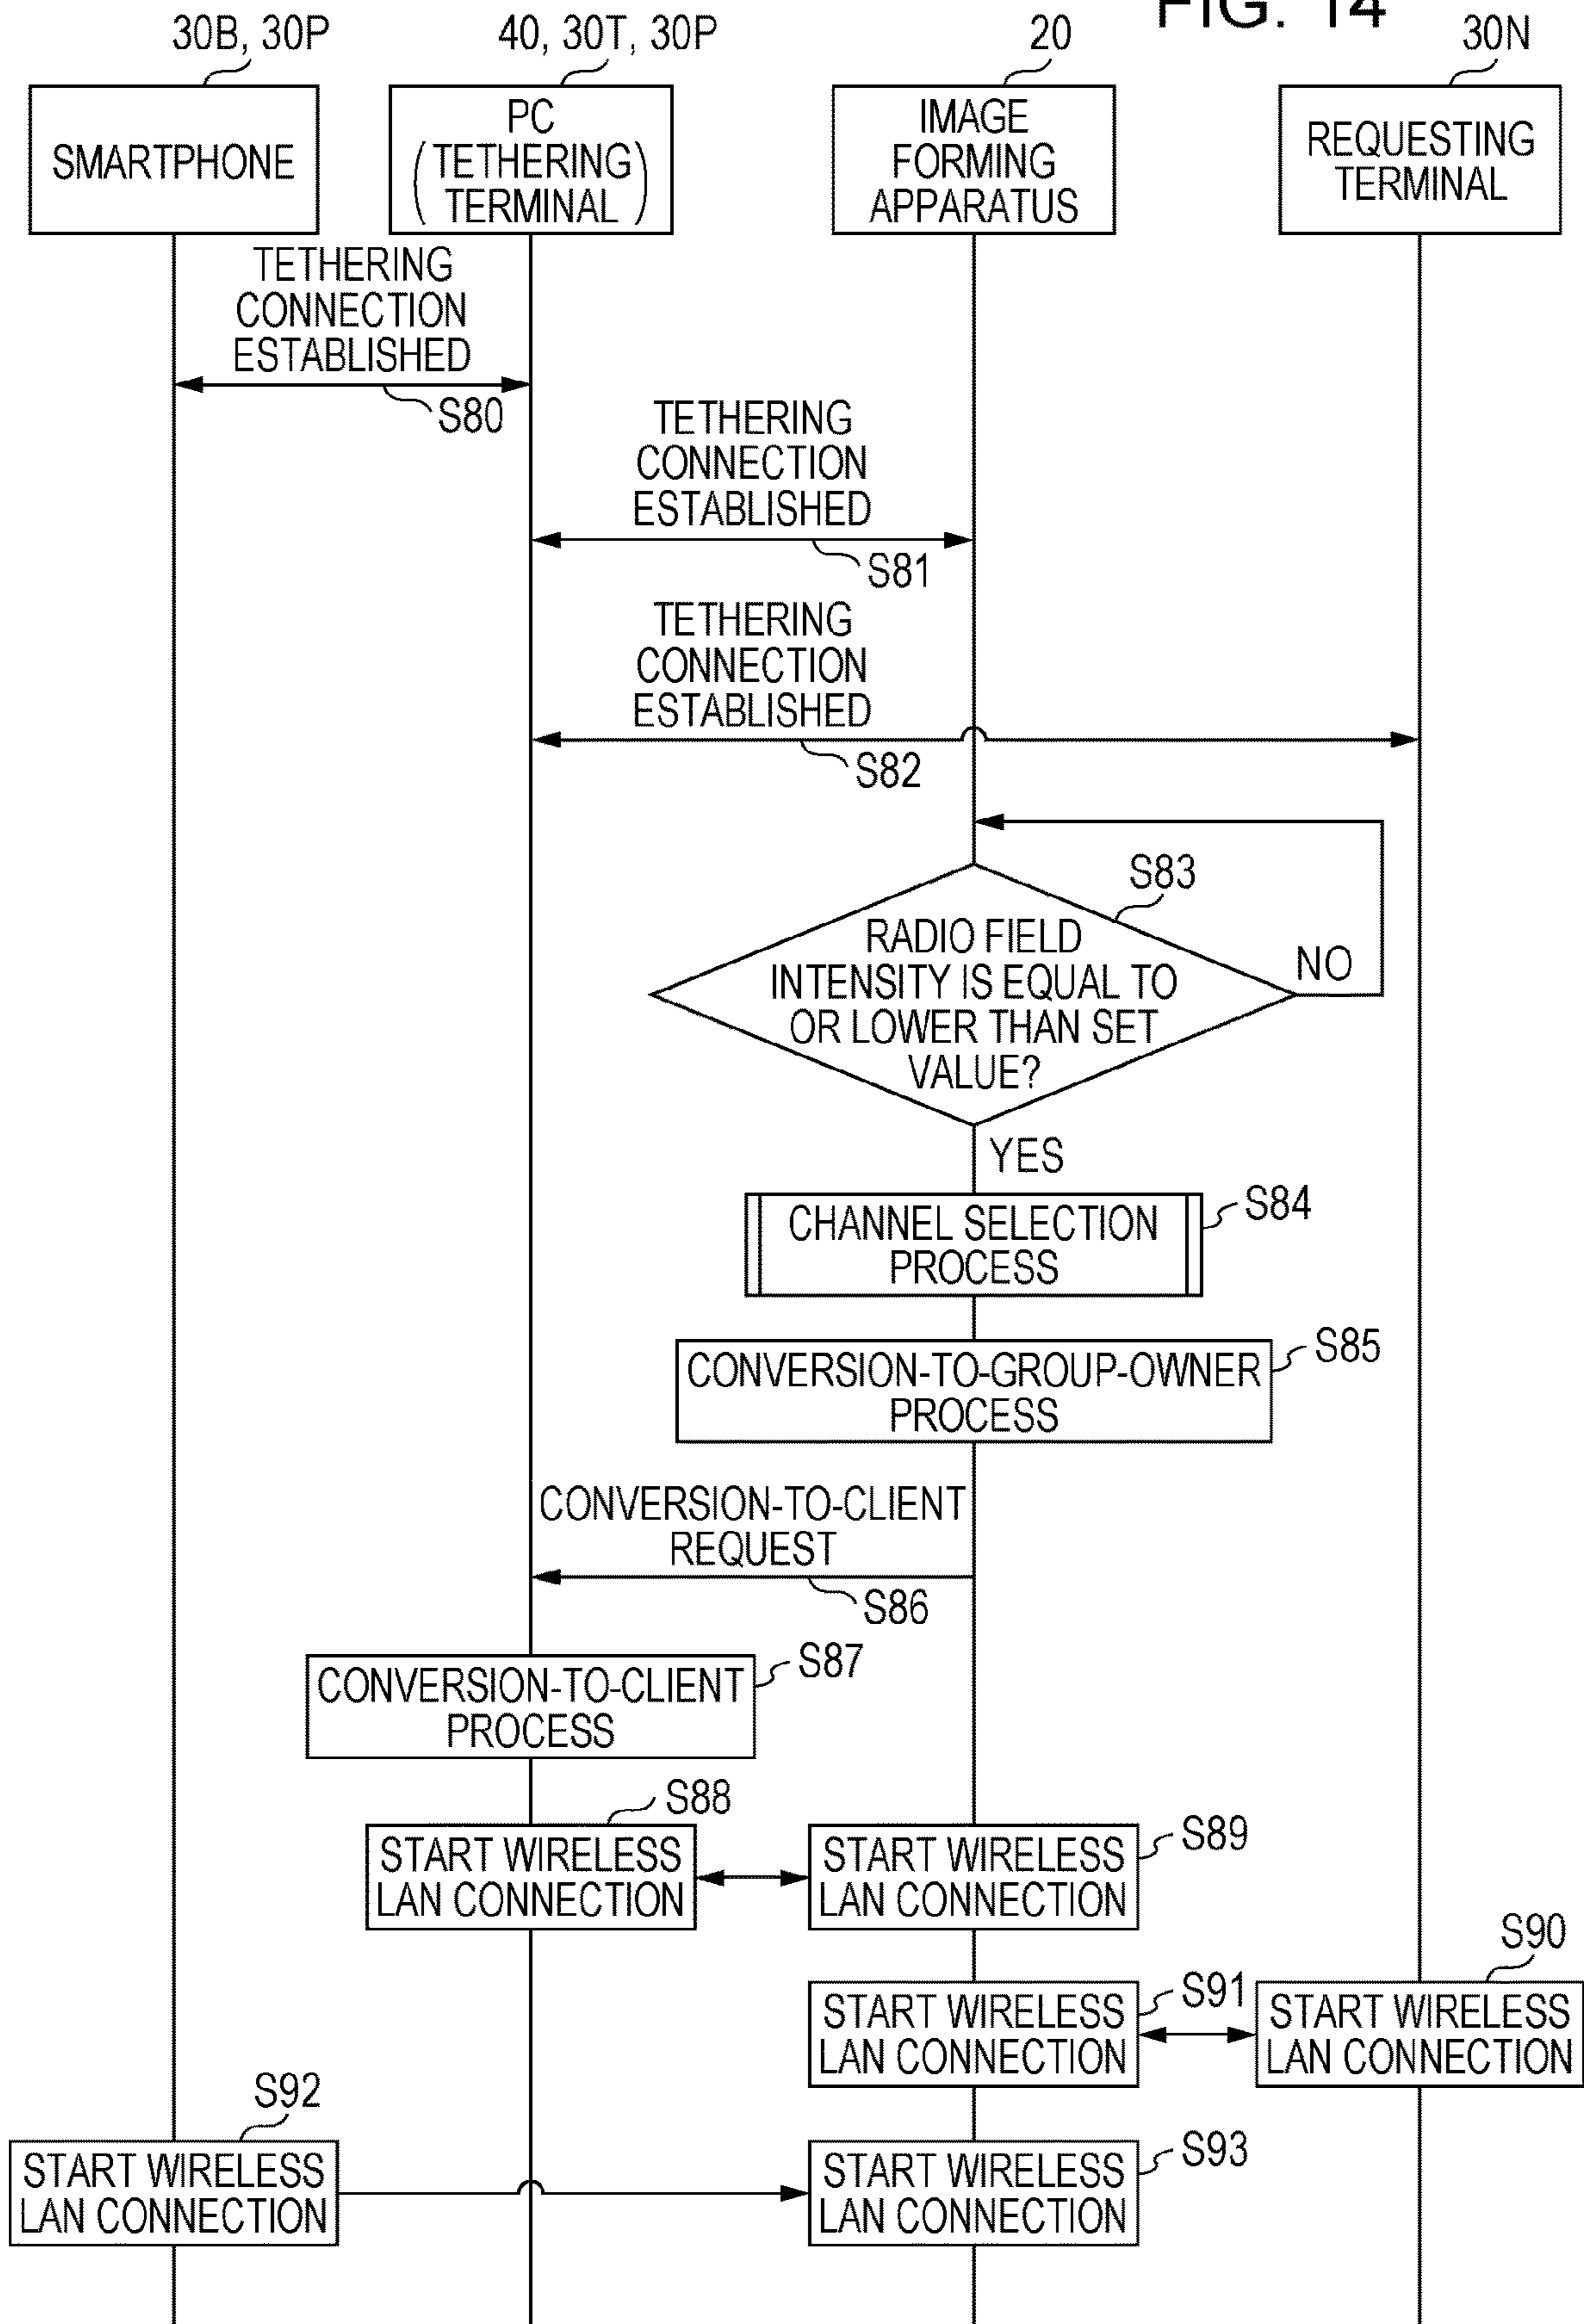 FIG. 14
30B, 30P
40, 30T, 30P
20
30N
SMARTPHONE
PC
(TETHERING
TERMINAL)
IMAGE
FORMING
APPARATUS
REQUESTING
TERMINAL
TETHERING
CONNECTION
ESTABLISHED
S80
TETHERING
CONNECTION
ESTABLISHED
S81
TETHERING
CONNECTION
ESTABLISHED
S82
S83
RADIO FIELD
INTENSITY IS EQUAL TO
OR LOWER THAN SET
VALUE?
NO
YES
CHANNEL SELECTION
PROCESS
S84
CONVERSION-TO-GROUP-OWNER
PROCESS
S85
CONVERSION-TO-CLIENT
REQUEST
S86
CONVERSION-TO-CLIENT
PROCESS
S87
S88
START WIRELESS
LAN CONNECTION
START WIRELESS
LAN CONNECTION
S89
START WIRELESS
LAN CONNECTION
S91
S90
START WIRELESS
LAN CONNECTION
S92
START WIRELESS
LAN CONNECTION
START WIRELESS
LAN CONNECTION
S93